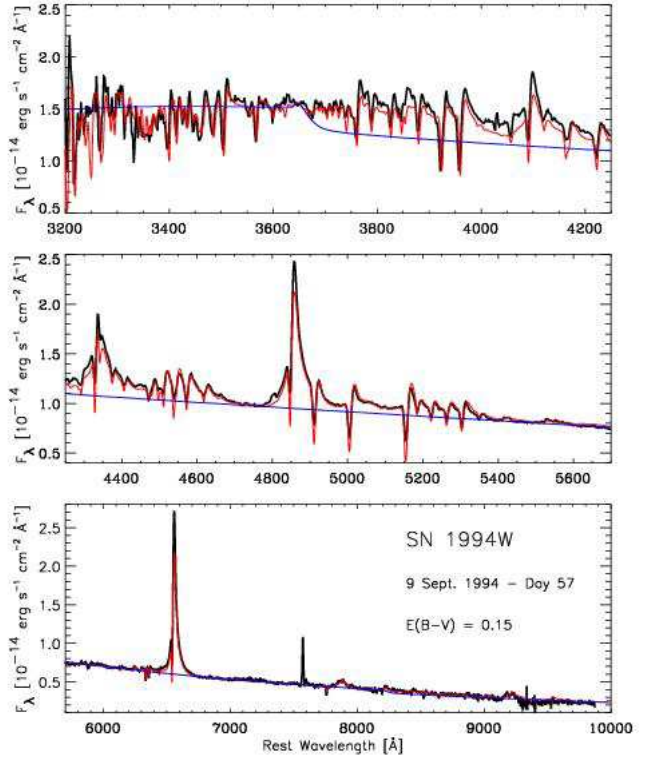 2.5
2.0
1.5
1.0
0.5
F_λ [10⁻¹⁴ erg s⁻¹ cm⁻² Å⁻¹]
3200 3400 3600 3800 4000 4200
2.5
2.0
1.5
1.0
0.5
F_λ [10⁻¹⁴ erg s⁻¹ cm⁻² Å⁻¹]
4400 4600 4800 5000 5200 5400 5600
2.5
2.0
1.5
1.0
0.5
F_λ [10⁻¹⁴ erg s⁻¹ cm⁻² Å⁻¹]
SN 1994W
9 Sept. 1994 – Day 57
E(B–V) = 0.15
6000 7000 8000 9000 10000
Rest Wavelength [Å]